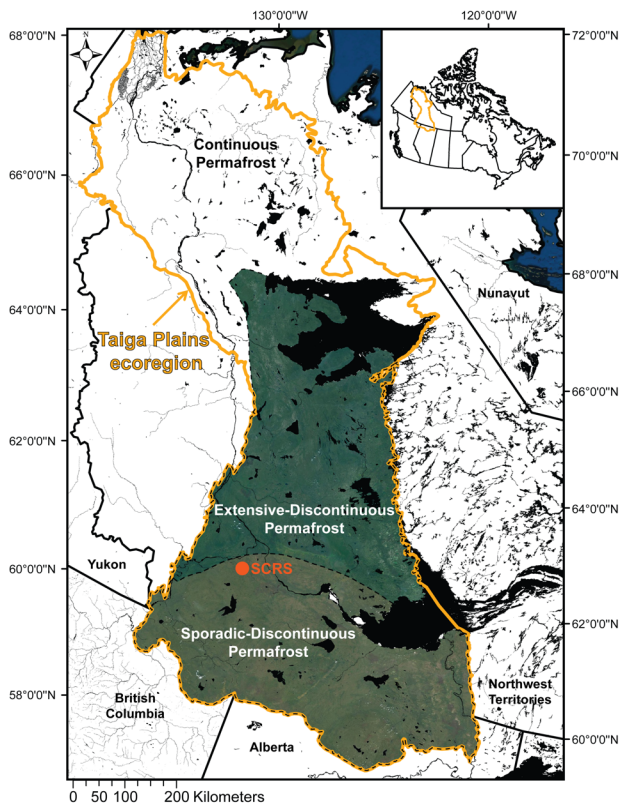 130°0'0"W 120°0'0"W
68°0'0"N
72°0'0"N
Continuous
Permafrost
70°0'0"N
66°0'0"N
68°0'0"N
Nunavut
64°0'0"N
Taiga Plains
ecoregion
66°0'0"N
62°0'0"N
Extensive-Discontinuous
Permafrost
64°0'0"N
Yukon
60°0'0"N
SCRS
62°0'0"N
Sporadic-Discontinuous
Permafrost
58°0'0"N
British
Columbia
Northwest
Territories
Alberta
60°0'0"N
0 50 100 200 Kilometers